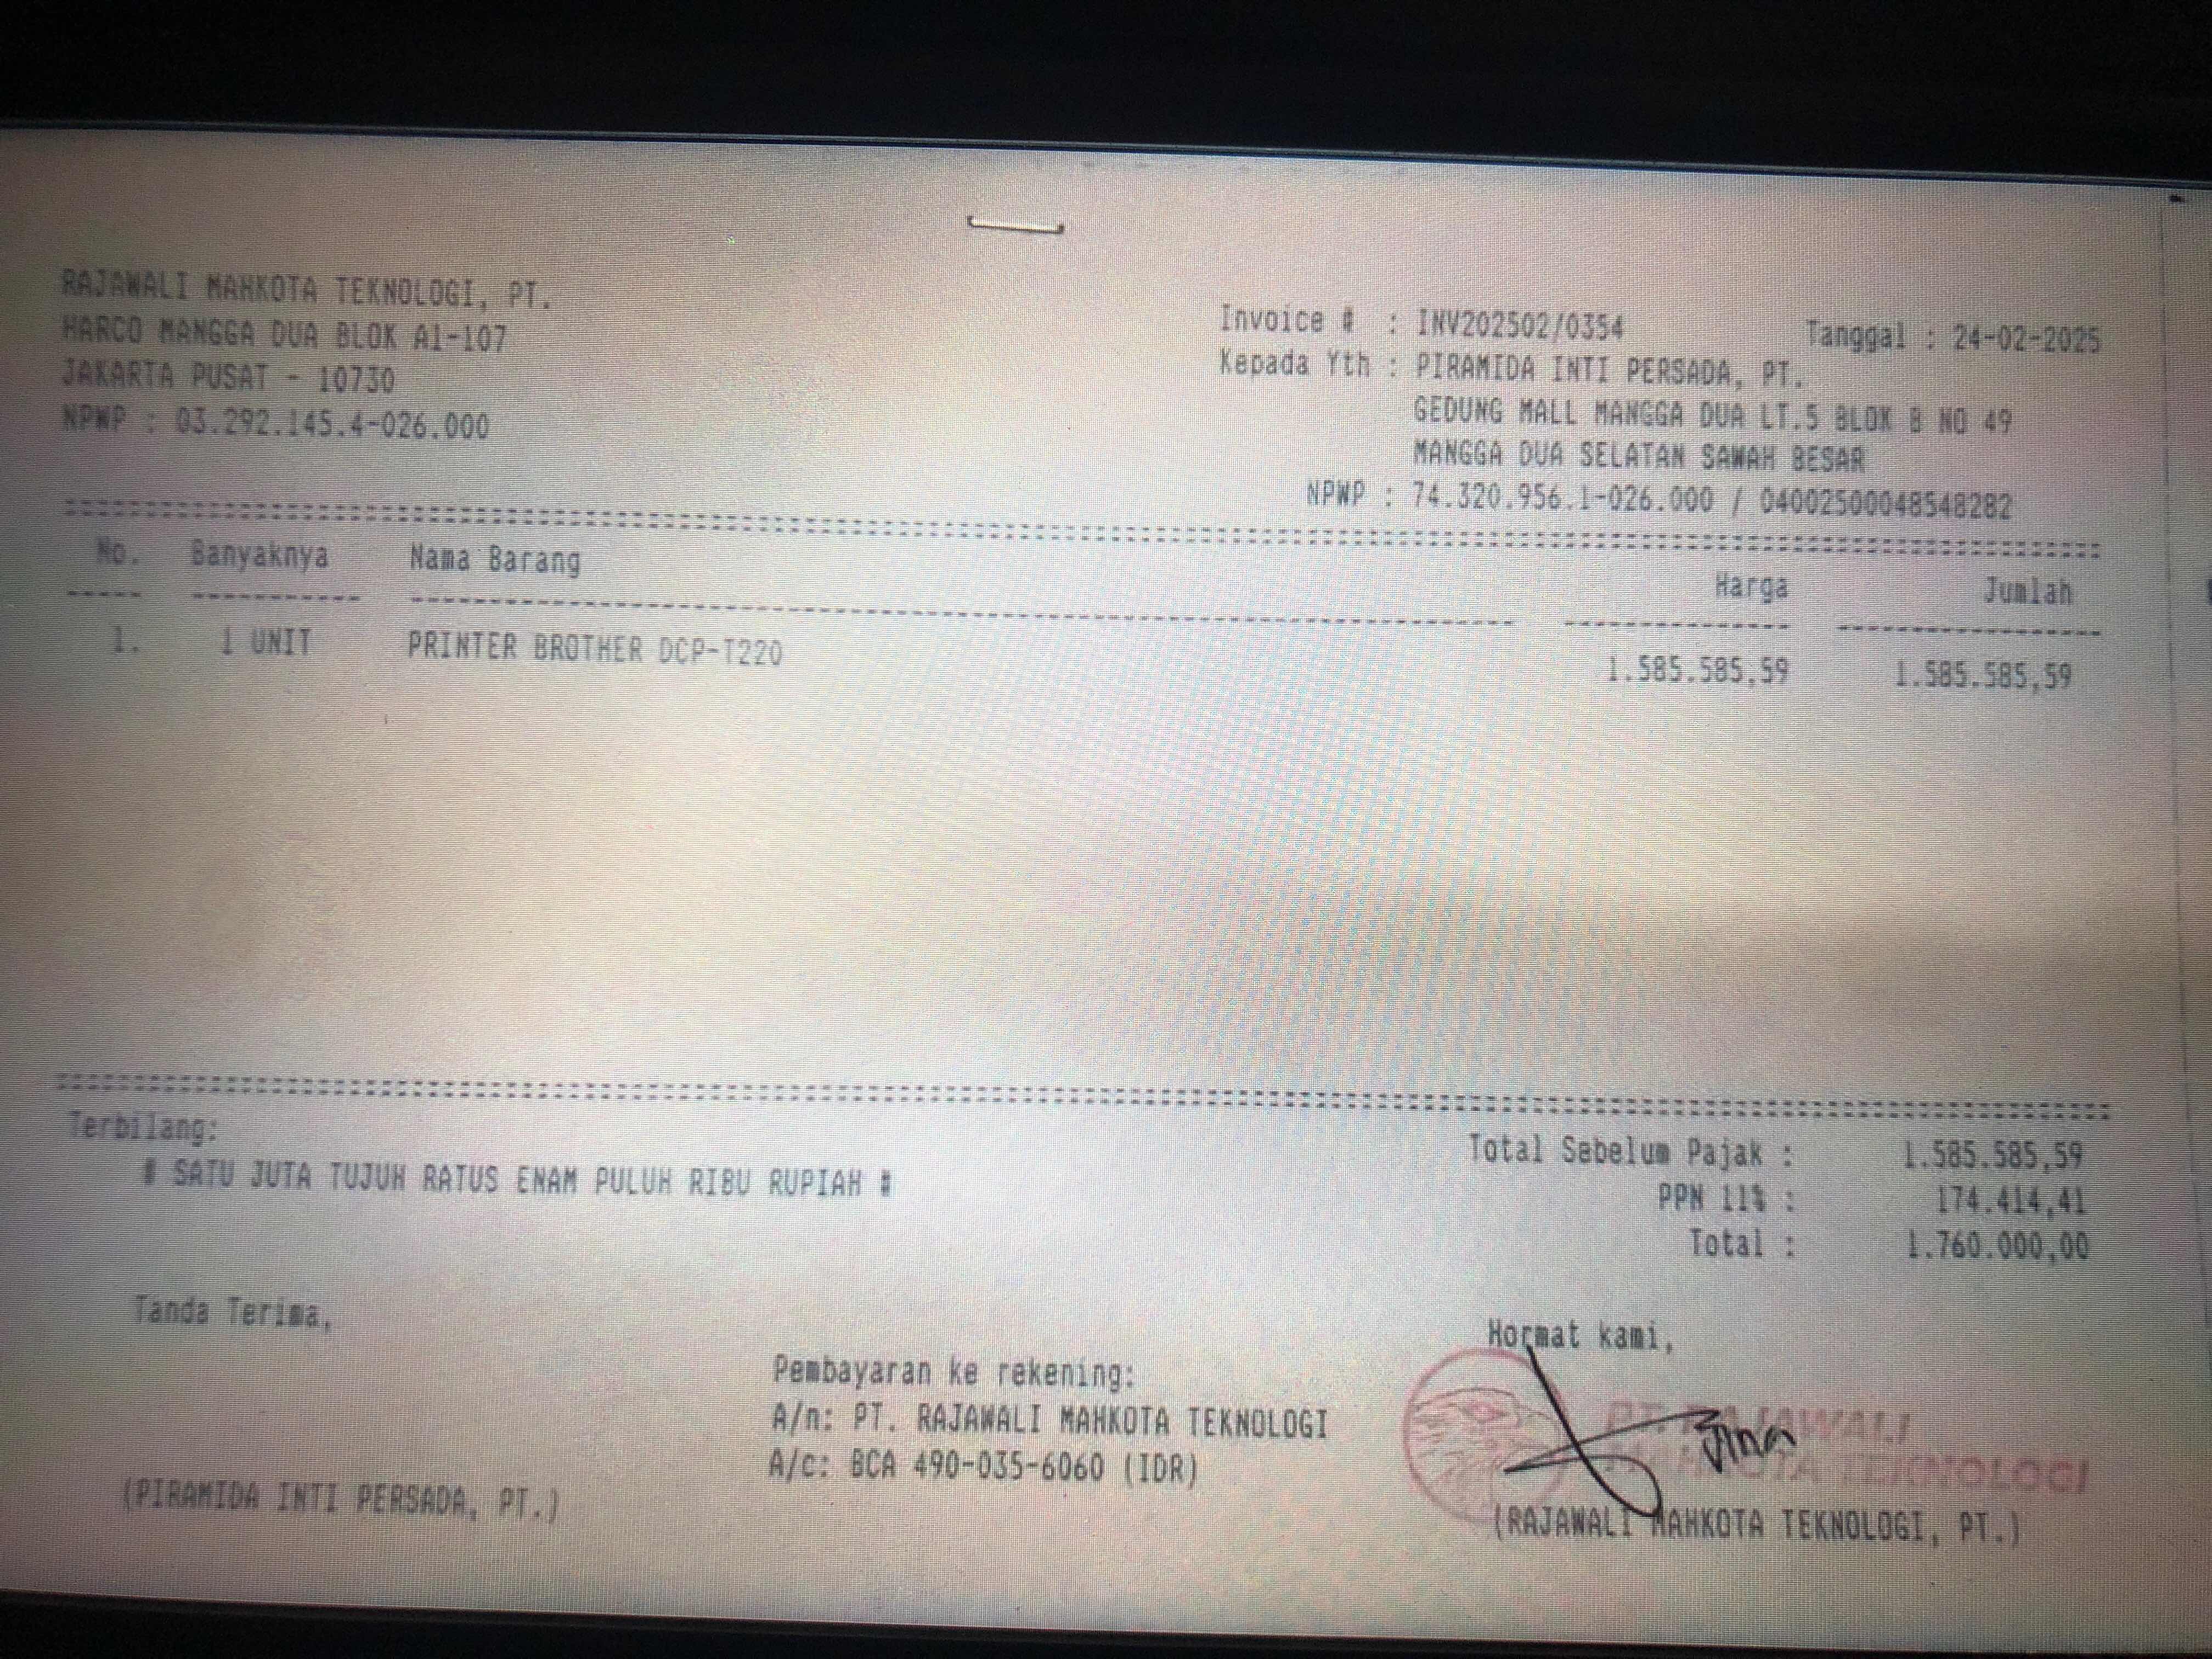 RAJAWALI MAHKOTA TEKNOLOGI, PT.
HARCO MANGGA DUA BLOK A1-107
JAKARTA PUSAT - 10730
NPWP : 03.292.145.4-026.000
Invoice # : INV202502/0354 Tanggal : 24-02-2025
Kepada Yth : PIRAMIDA INTI PERSADA, PT.
GEDUNG MALL MANGGA DUA LT.5 BLOK B NO 49
MANGGA DUA SELATAN SAWAH BESAR
NPWP : 74.320.956.1-026.000 / 04002500048548282
No. Banyaknya Nama Barang Harga Jumlah
1. 1 UNIT PRINTER BROTHER DCP-T220 1.585.585,59 1.585.585,59
Terbilang:
# SATU JUTA TUJUH RATUS ENAM PULUH RIBU RUPIAH #
Total Sebelum Pajak : 1.585.585,59
PPN 11% : 174.414,41
Total : 1.760.000,00
Tanda Terima,
(PIRAMIDA INTI PERSADA, PT.)
Pembayaran ke rekening:
A/n: PT. RAJAWALI MAHKOTA TEKNOLOGI
A/c: BCA 490-035-6060 (IDR)
Hormat kami,
PT. RAJAWALI
MAHKOTA TEKNOLOGI
(RAJAWALI MAHKOTA TEKNOLOGI, PT.)